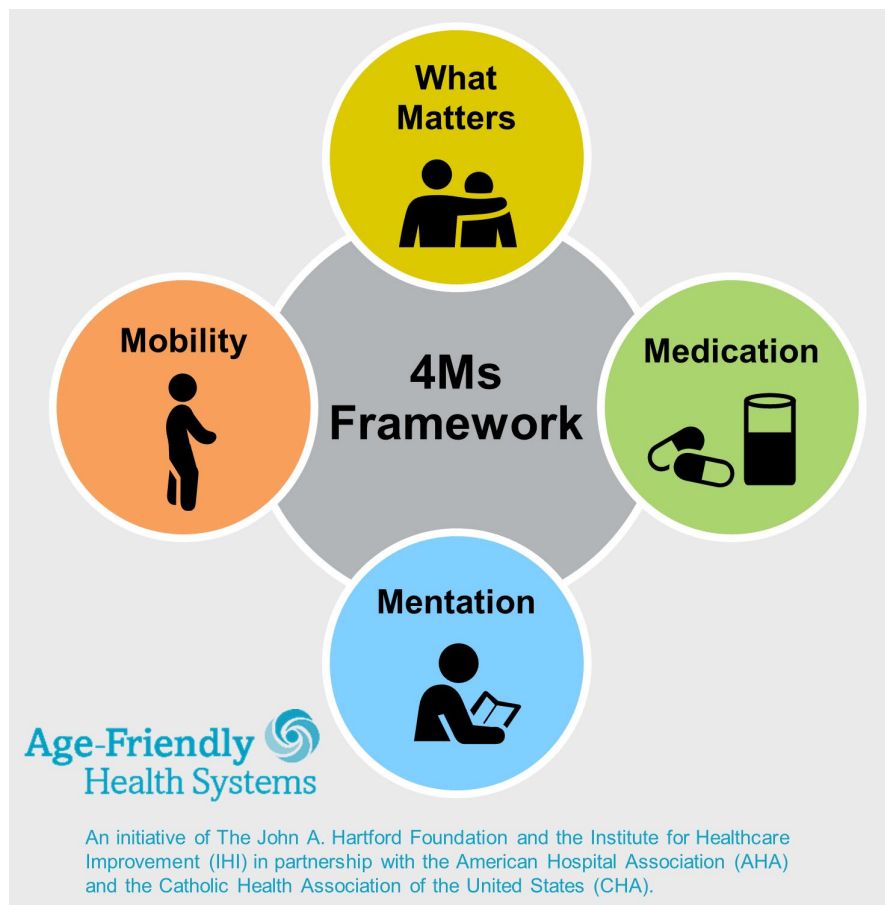 What
Matters
Mobility
4Ms
Framework
Medication
Mentation
Age-Friendly
Health Systems
An initiative of The John A. Hartford Foundation and the Institute for Healthcare
Improvement (IHI) in partnership with the American Hospital Association (AHA)
and the Catholic Health Association of the United States (CHA).